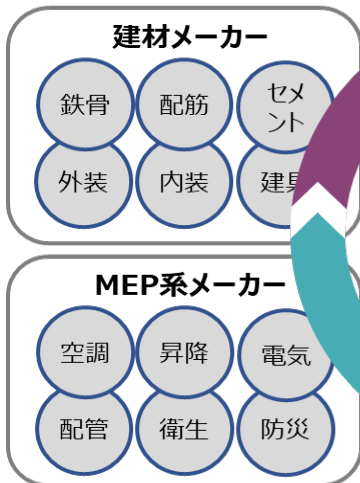 建材メーカー
鉄骨
配筋
セメ
ント
外装
内装
建具
MEP系メーカー
空調
昇降
電気
配管
衛生
防災